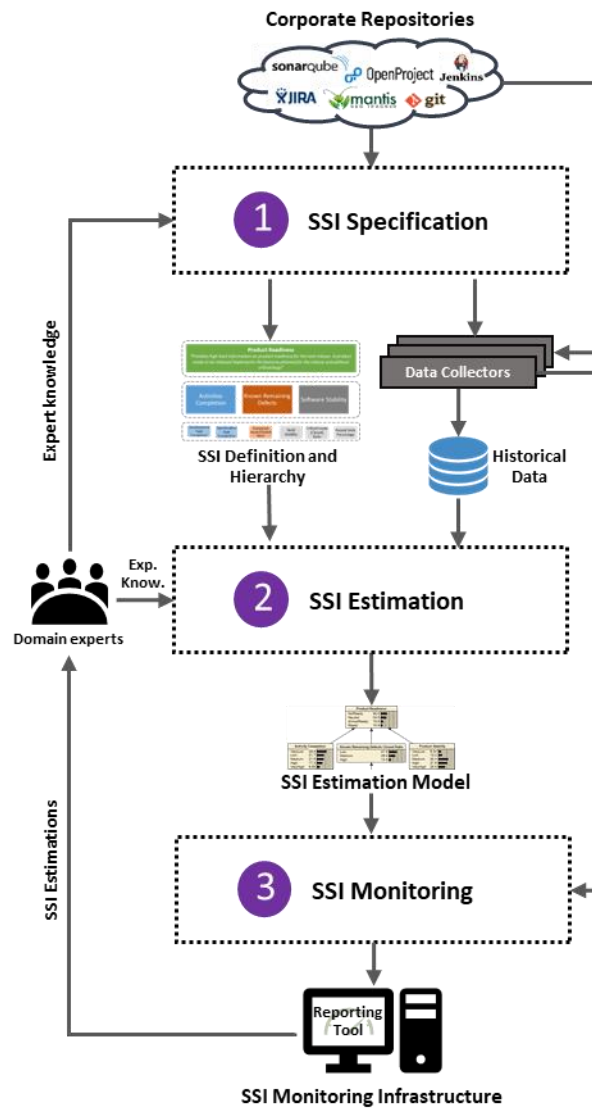 Corporate Repositories
sonarqube
OpenProject
Jenkins
JIRA
mantis
git
1
SSI Specification
Expert knowledge
Product Readiness
Activities
Completion
Known Remaining
Defects
Software Stability
SSI Definition and
Hierarchy
Data Collectors
Historical
Data
Exp.
Know.
Domain experts
2
SSI Estimation
Product Readiness
SSI Estimation Model
SSI Estimations
3
SSI Monitoring
Reporting
Tool
SSI Monitoring Infrastructure